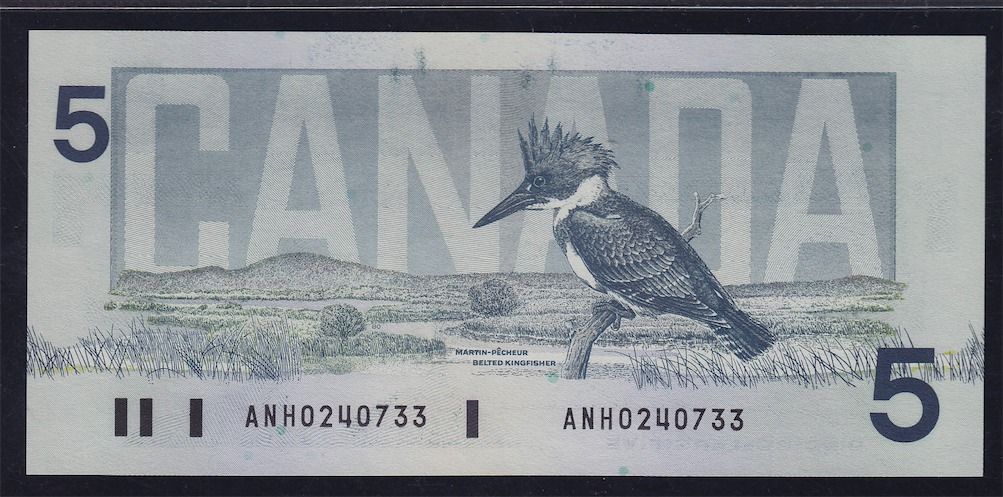 5
CANADA
MARTIN-PÊCHEUR
BELTED KINGFISHER
ANH0240733 ANH0240733
5